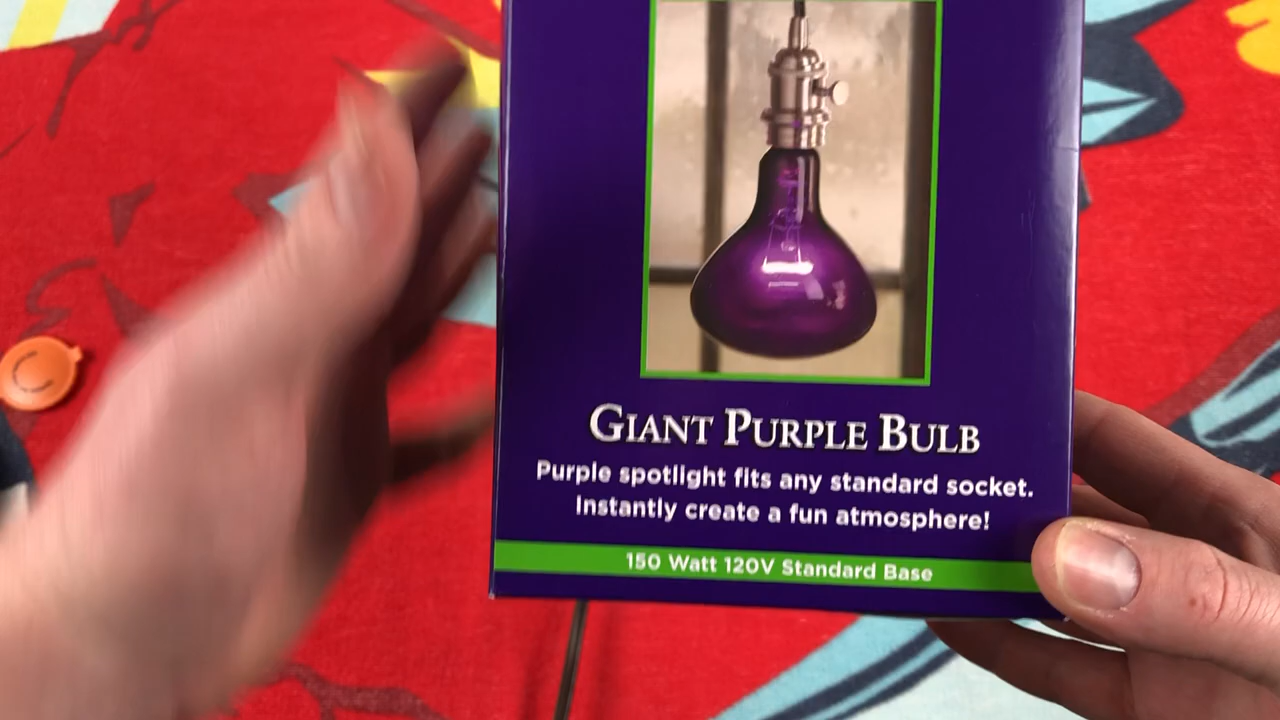 GIANT PURPLE BULB
Purple spotlight fits any standard socket.
Instantly create a fun atmosphere!
150 Watt 120V Standard Base